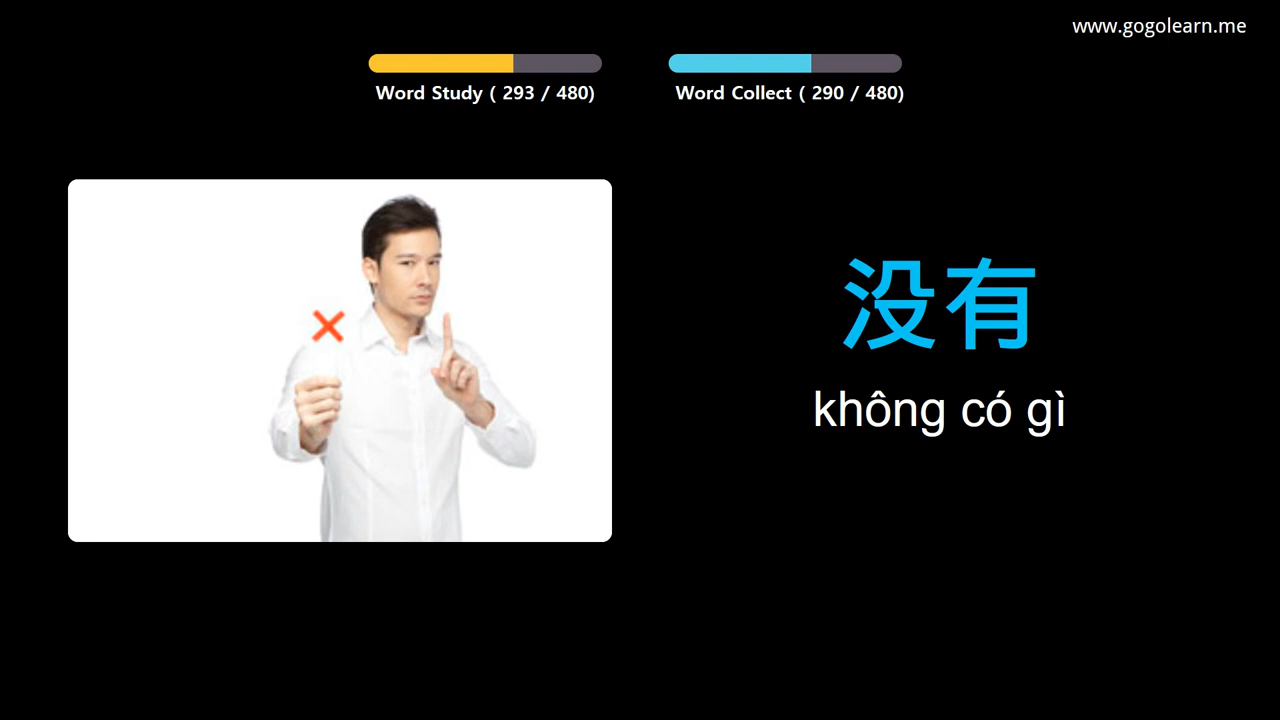 www.gogolearn.me
Word Study ( 293 / 480)
Word Collect ( 290 / 480)
没有
không có gì